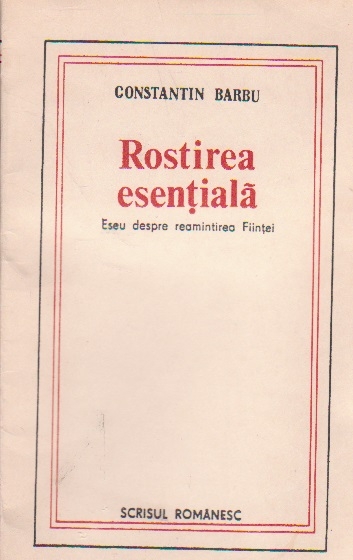 CONSTANTIN BARBU
Rostirea
esențială
Eseu despre reamintirea Ființei
SCRISUL ROMÂNESC